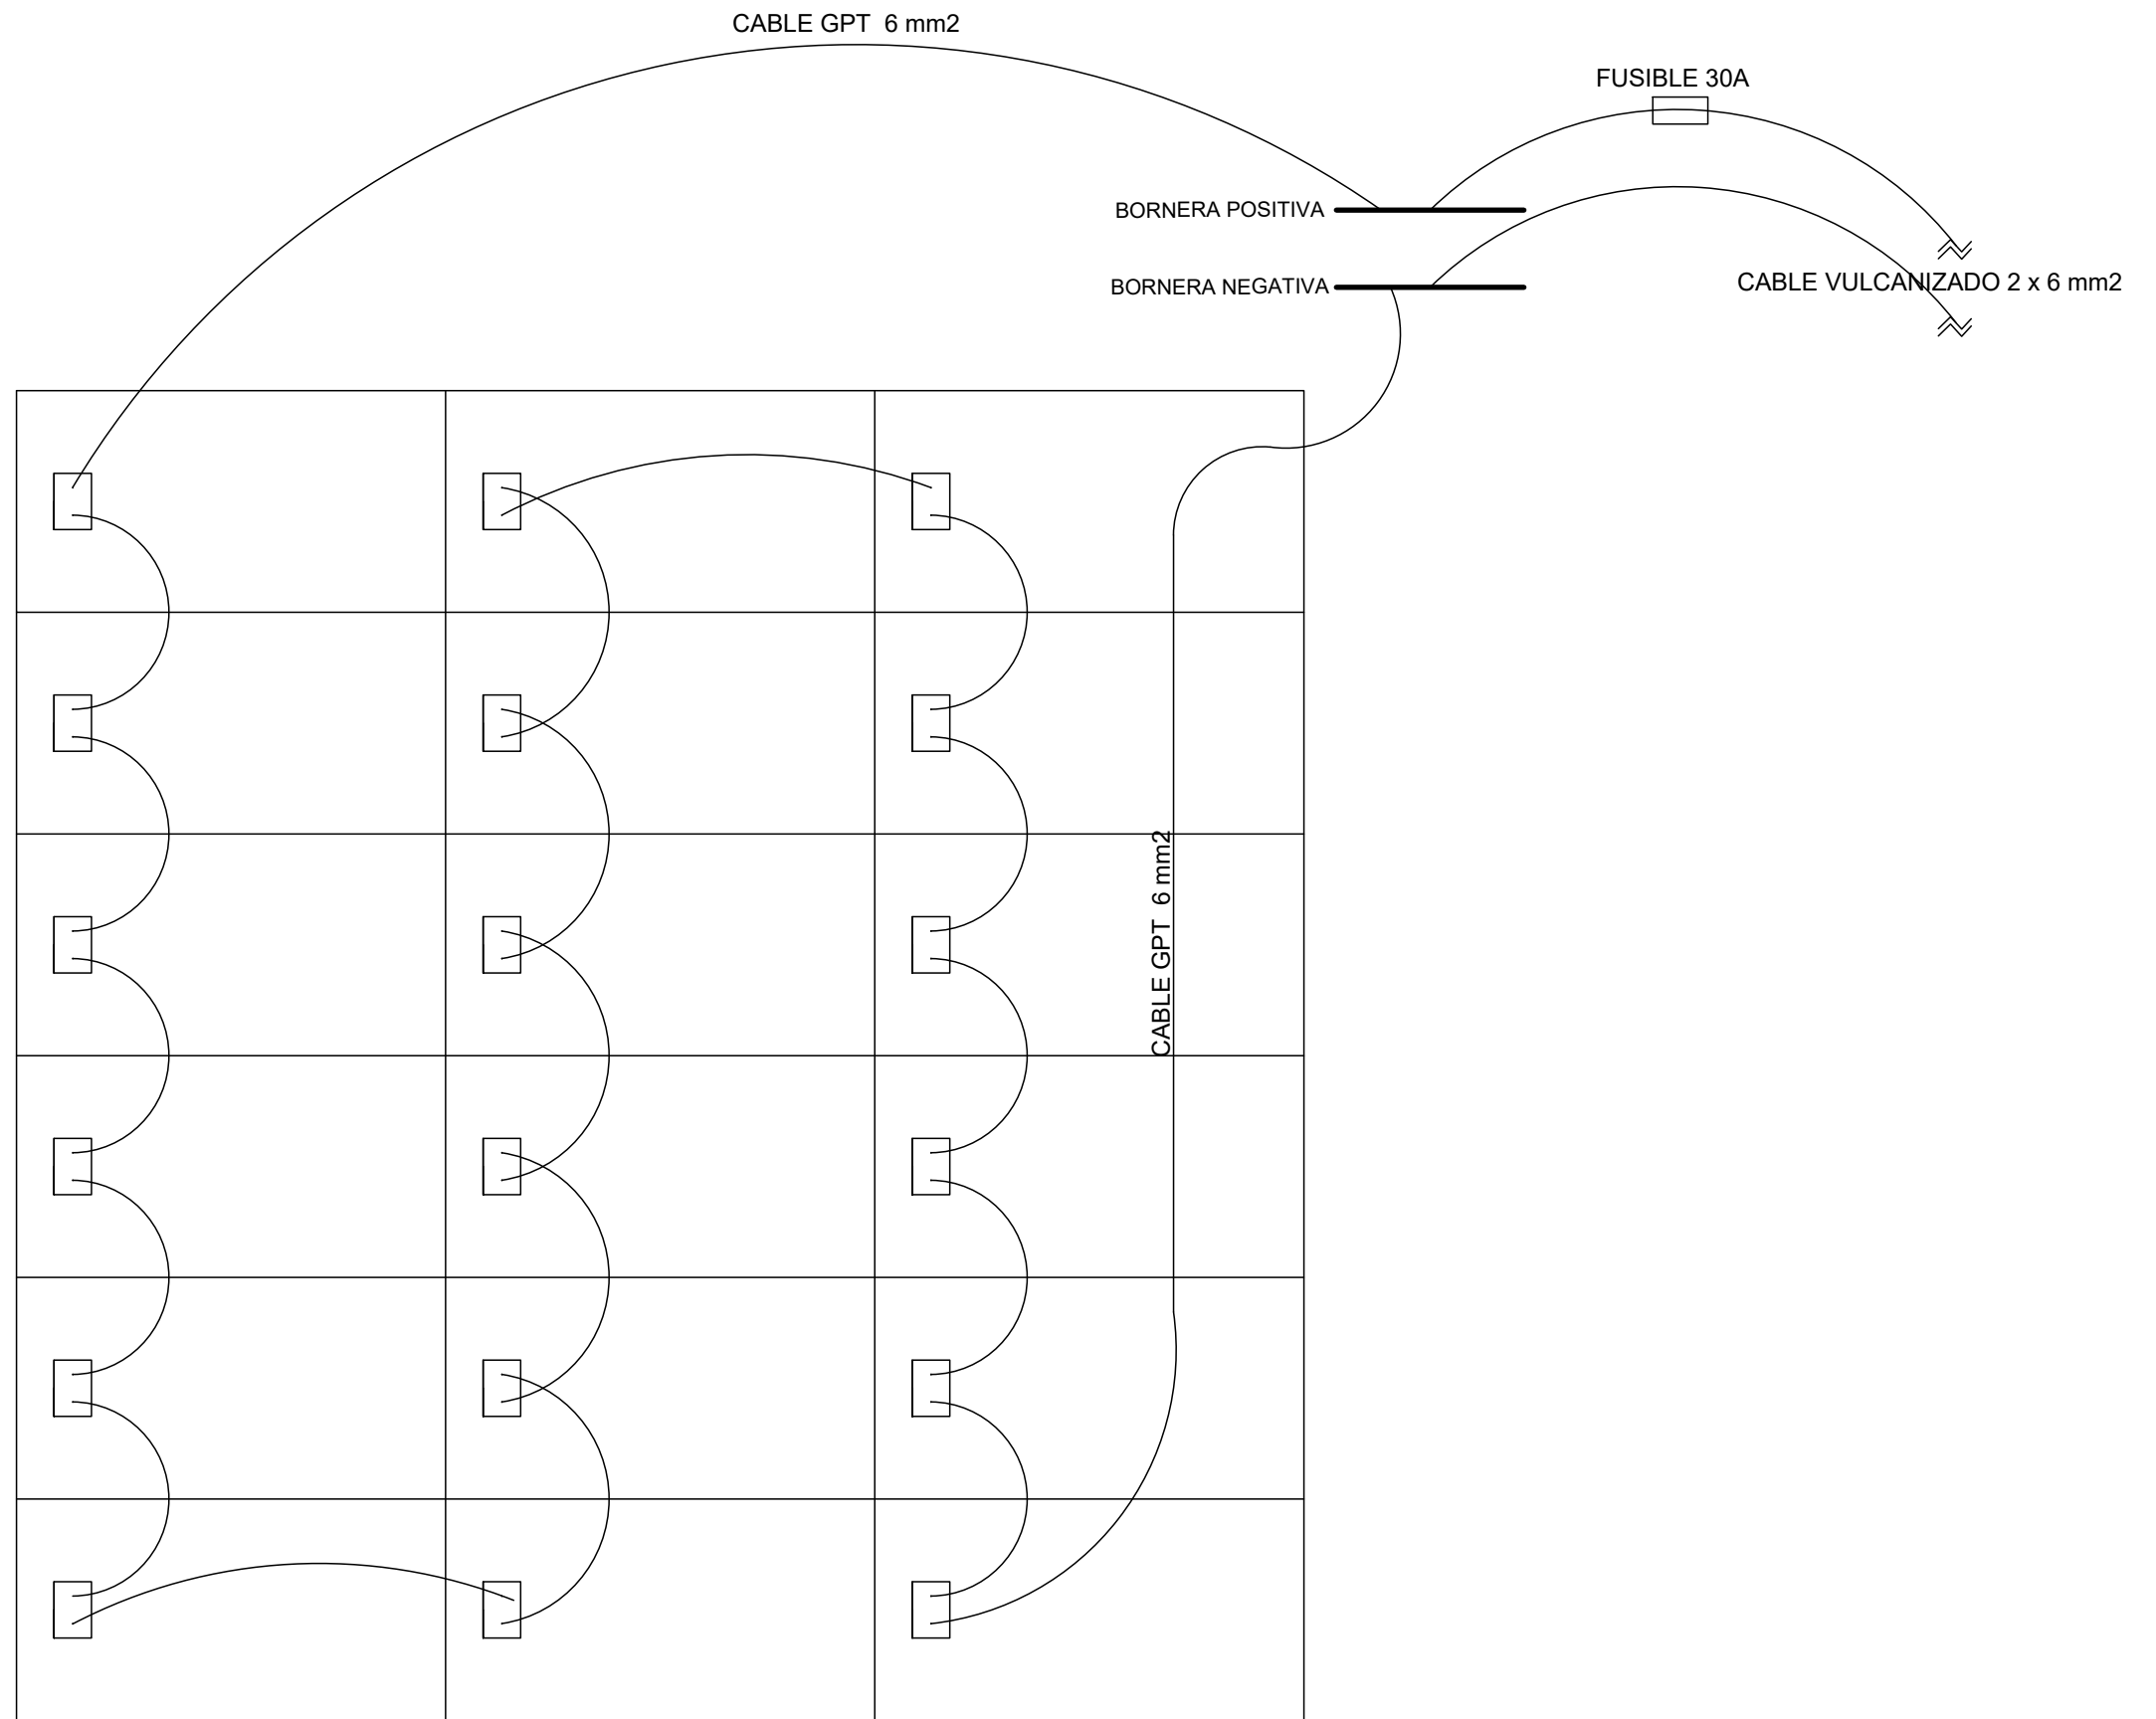 CABLE GPT  6 mm2
FUSIBLE 30A
BORNERA POSITIVA
BORNERA NEGATIVA
CABLE VULCANIZADO 2 x 6 mm2
CABLE GPT  6 mm2